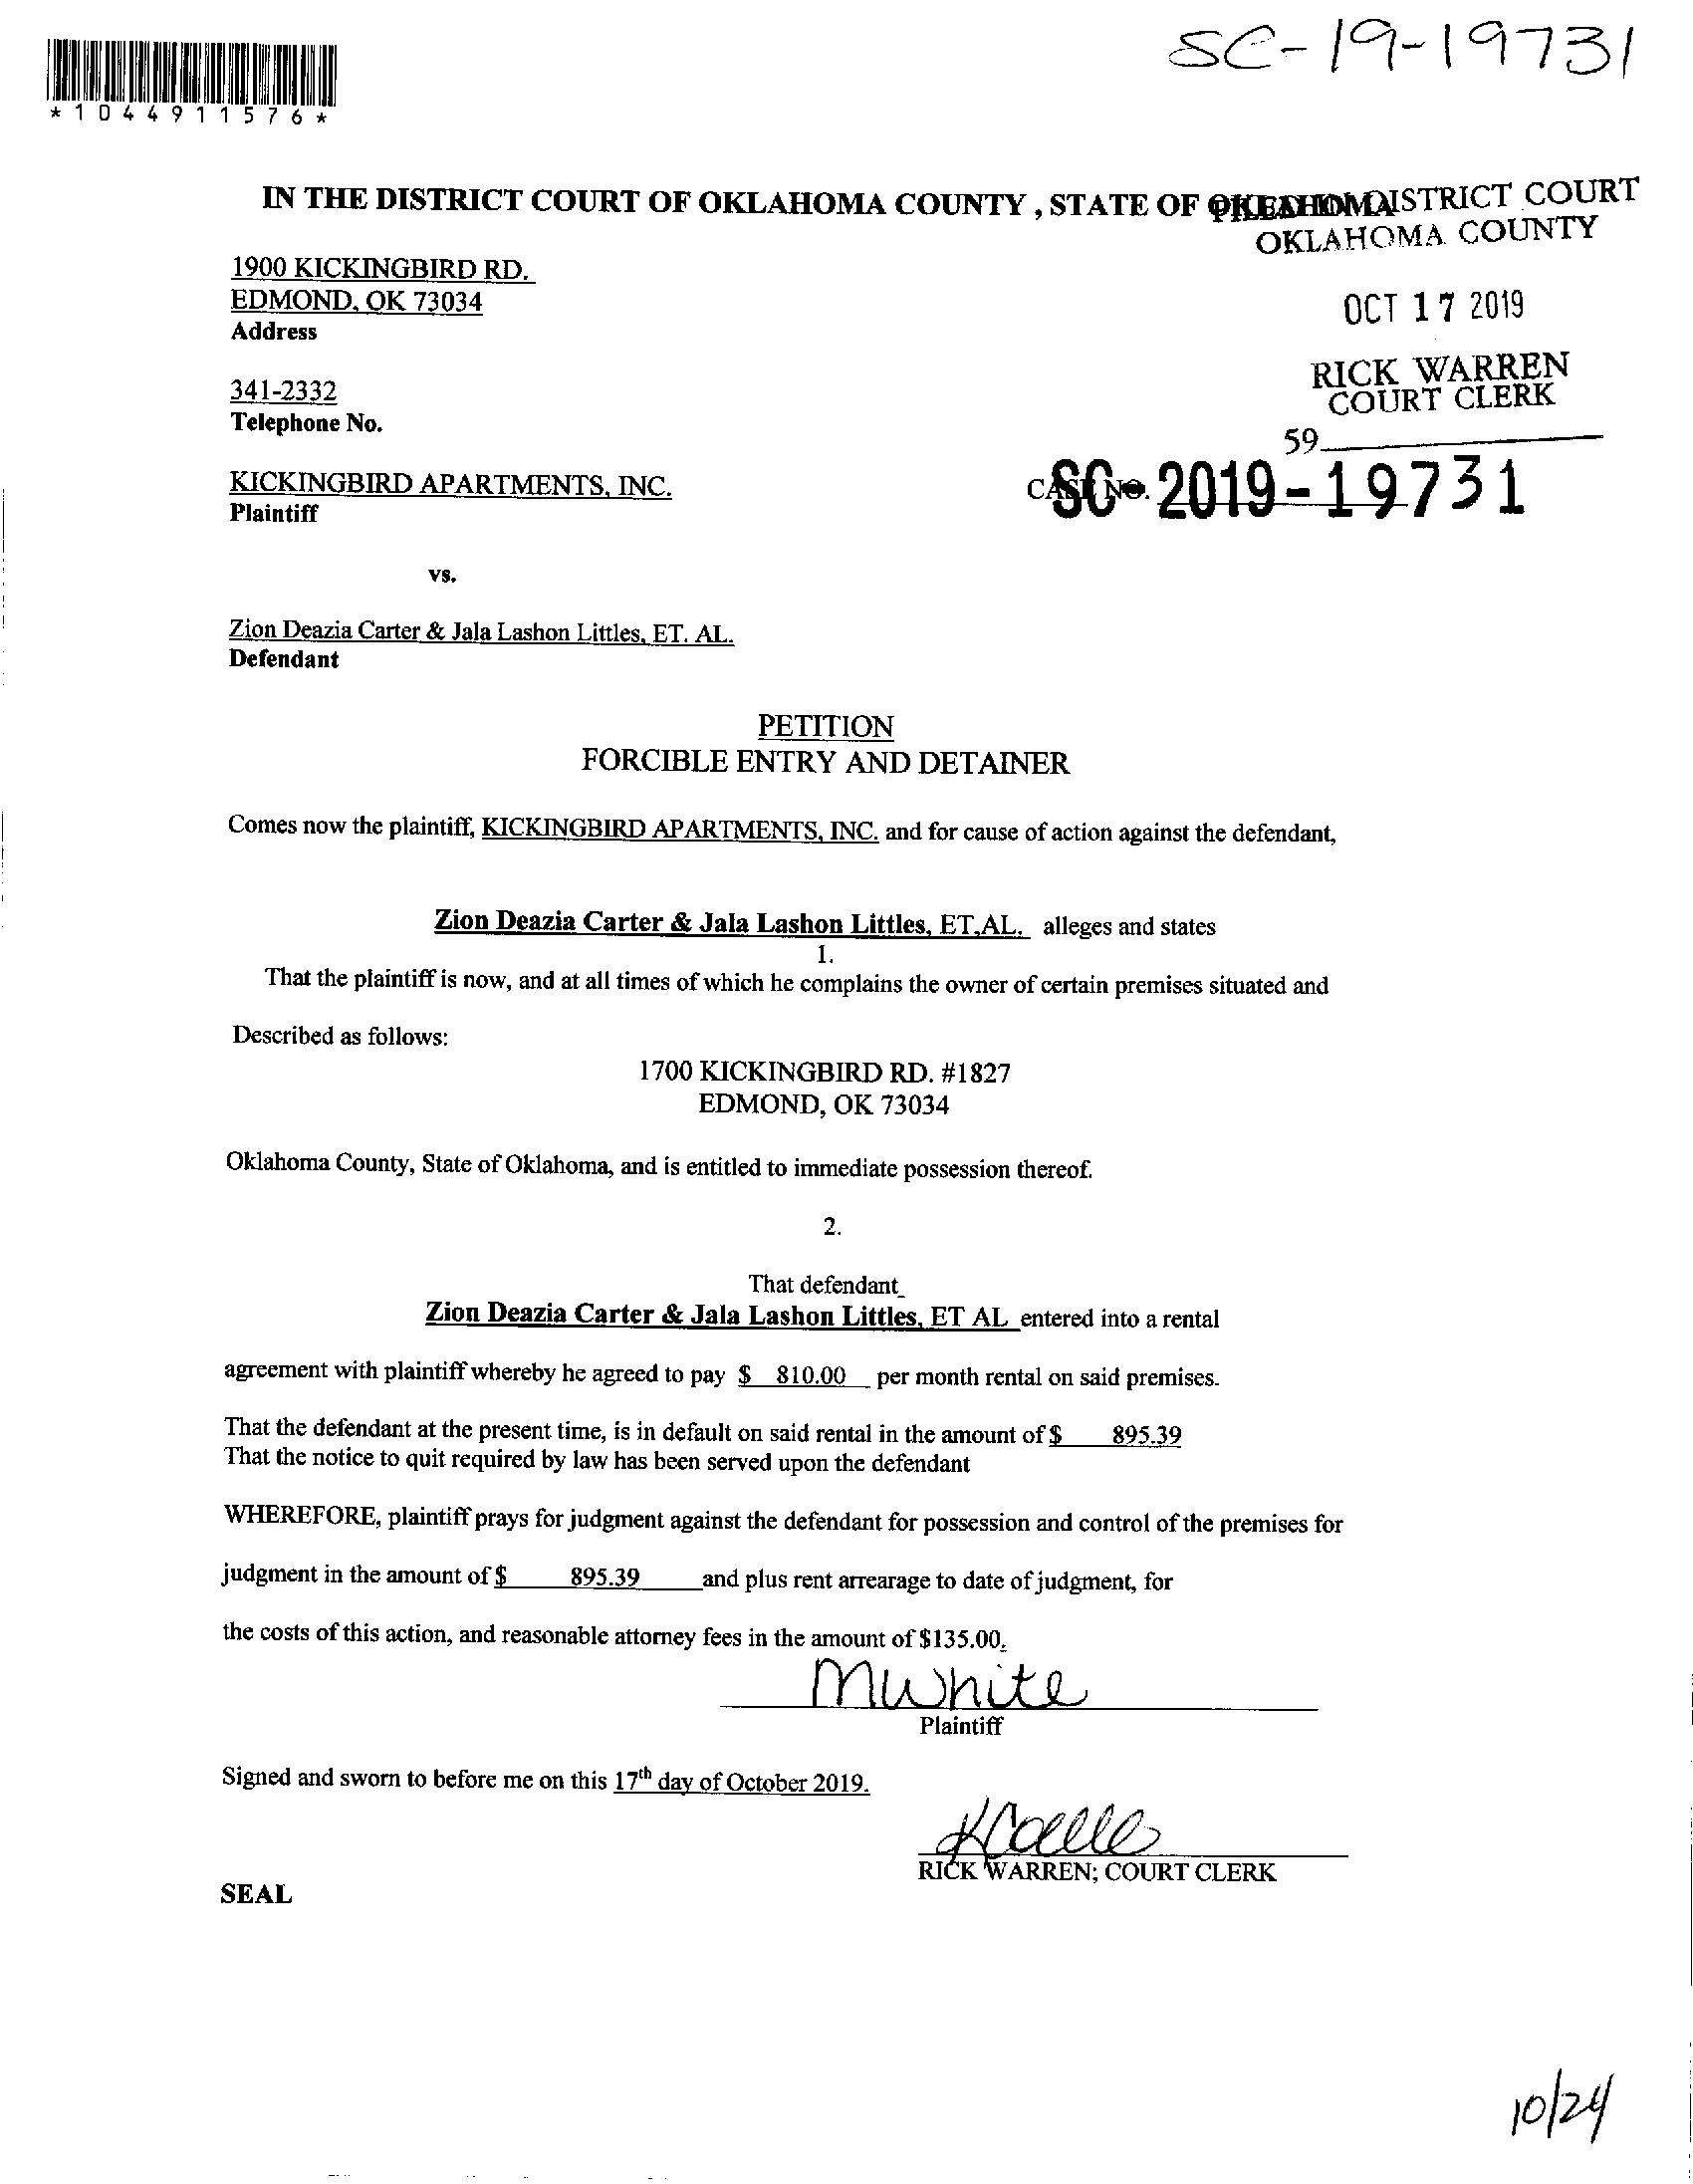 SC-19-19731
*1044911576*
IN THE DISTRICT COURT OF OKLAHOMA COUNTY , STATE OF OKLAHOMA
DISTRICT COURT
OKLAHOMA COUNTY
1900 KICKINGBIRD RD.
EDMOND, OK 73034
Address
OCT 17 2019
RICK WARREN
COURT CLERK
341-2332
Telephone No.
59
KICKINGBIRD APARTMENTS, INC.
Plaintiff
CASE NO. SC-2019-19731
vs.
Zion Deazia Carter & Jala Lashon Littles, ET. AL.
Defendant
PETITION
FORCIBLE ENTRY AND DETAINER
Comes now the plaintiff, KICKINGBIRD APARTMENTS, INC. and for cause of action against the defendant,
Zion Deazia Carter & Jala Lashon Littles, ET,AL. alleges and states
1.
That the plaintiff is now, and at all times of which he complains the owner of certain premises situated and
Described as follows:
1700 KICKINGBIRD RD. #1827
EDMOND, OK 73034
Oklahoma County, State of Oklahoma, and is entitled to immediate possession thereof.
2.
That defendant
Zion Deazia Carter & Jala Lashon Littles, ET AL entered into a rental
agreement with plaintiff whereby he agreed to pay $ 810.00 per month rental on said premises.
That the defendant at the present time, is in default on said rental in the amount of $ 895.39
That the notice to quit required by law has been served upon the defendant
WHEREFORE, plaintiff prays for judgment against the defendant for possession and control of the premises for
judgment in the amount of $ 895.39 and plus rent arrearage to date of judgment, for
the costs of this action, and reasonable attorney fees in the amount of $135.00.
MWhite
Plaintiff
Signed and sworn to before me on this 17th day of October 2019.
RICK WARREN; COURT CLERK
SEAL
10/24